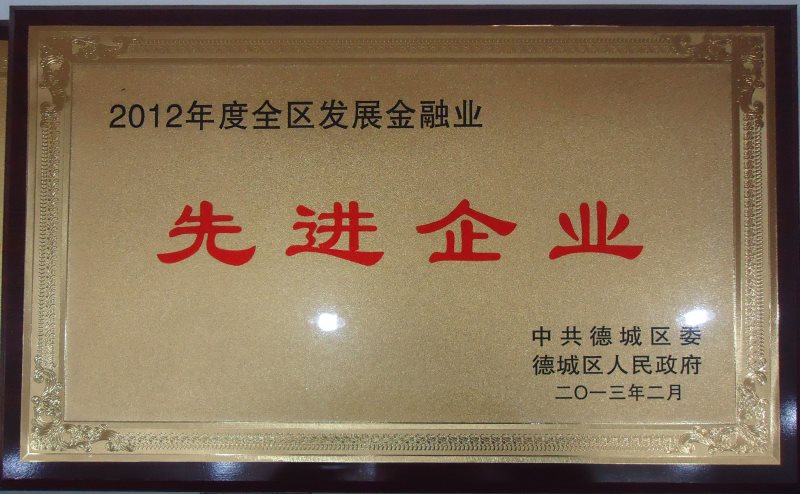 2012年度全区发展金融业
先进企业
中共德城区委
德城区人民政府
二〇一三年二月